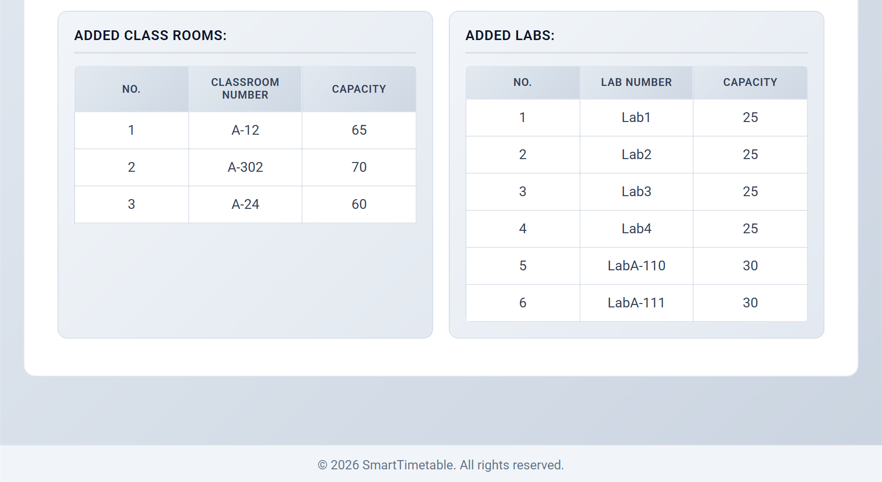 ADDED CLASS ROOMS:
NO. CLASSROOM NUMBER CAPACITY
1 A-12 65
2 A-302 70
3 A-24 60
ADDED LABS:
NO. LAB NUMBER CAPACITY
1 Lab1 25
2 Lab2 25
3 Lab3 25
4 Lab4 25
5 LabA-110 30
6 LabA-111 30
© 2026 SmartTimetable. All rights reserved.